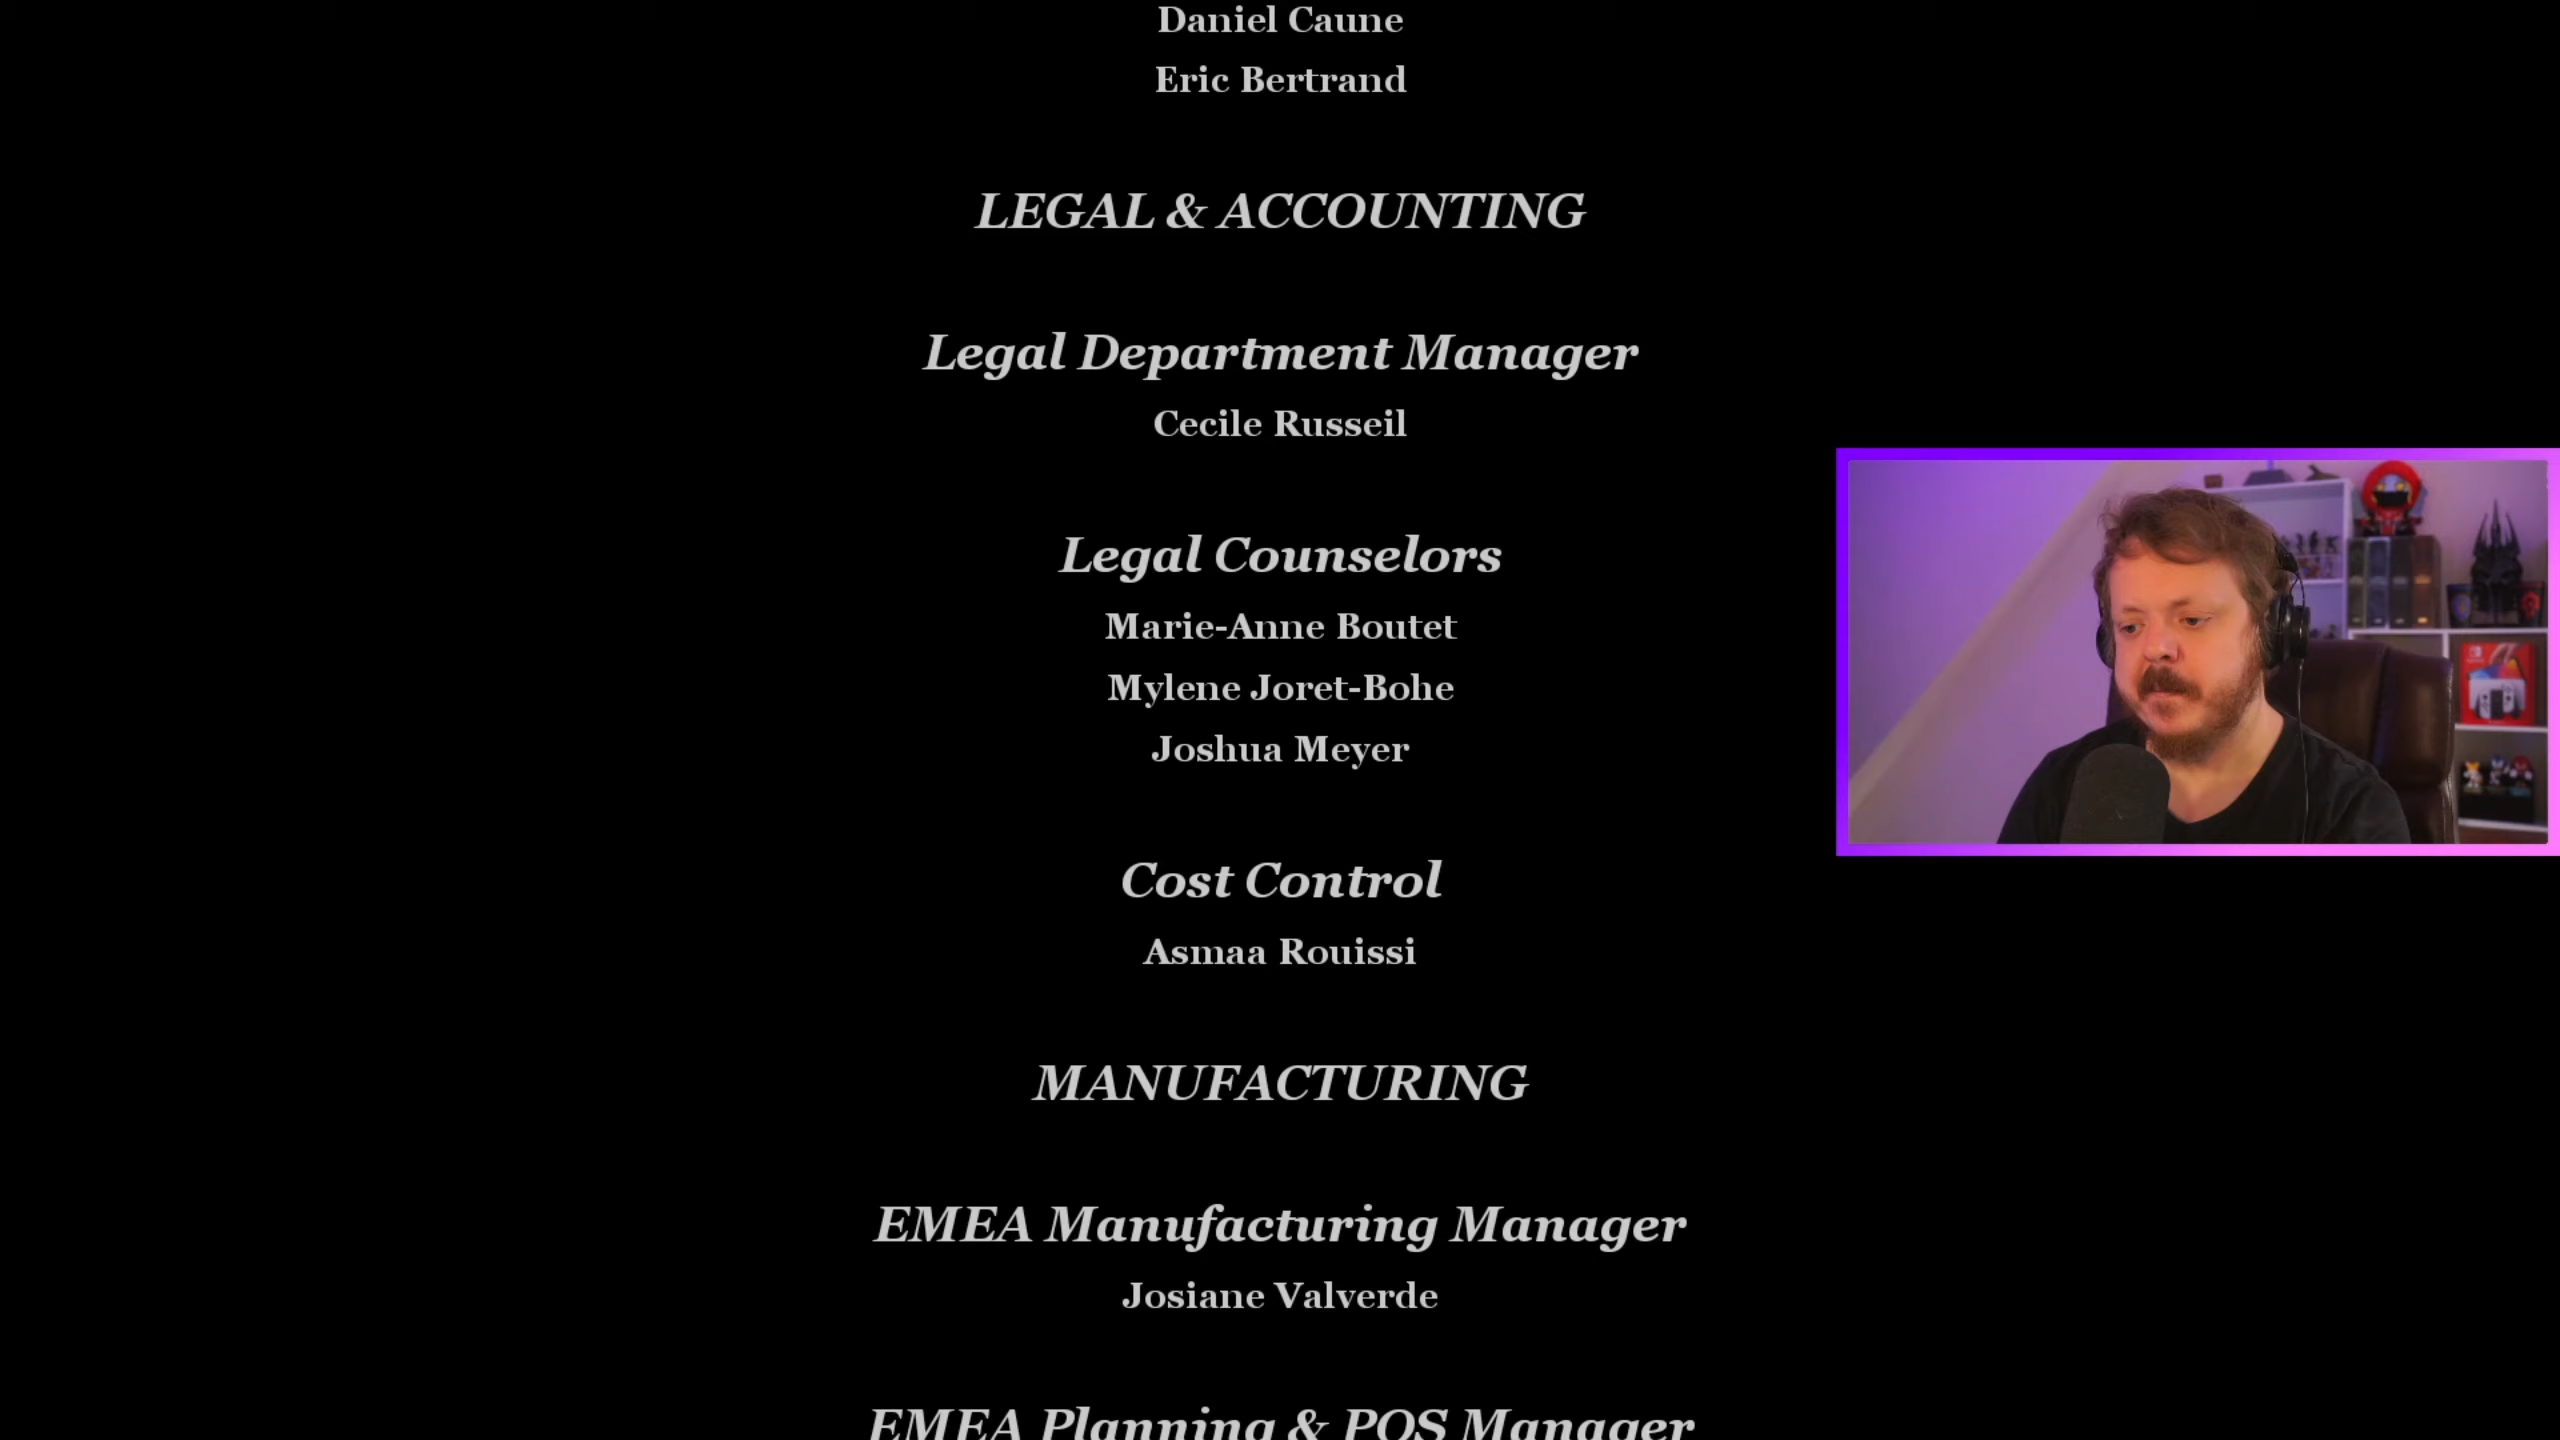 Daniel Caune
Eric Bertrand
LEGAL & ACCOUNTING
Legal Department Manager
Cecile Russeil
Legal Counselors
Marie-Anne Boutet
Mylene Joret-Bohe
Joshua Meyer
Cost Control
Asmaa Rouissi
MANUFACTURING
EMEA Manufacturing Manager
Josiane Valverde
EMEA Planning & POS Manager